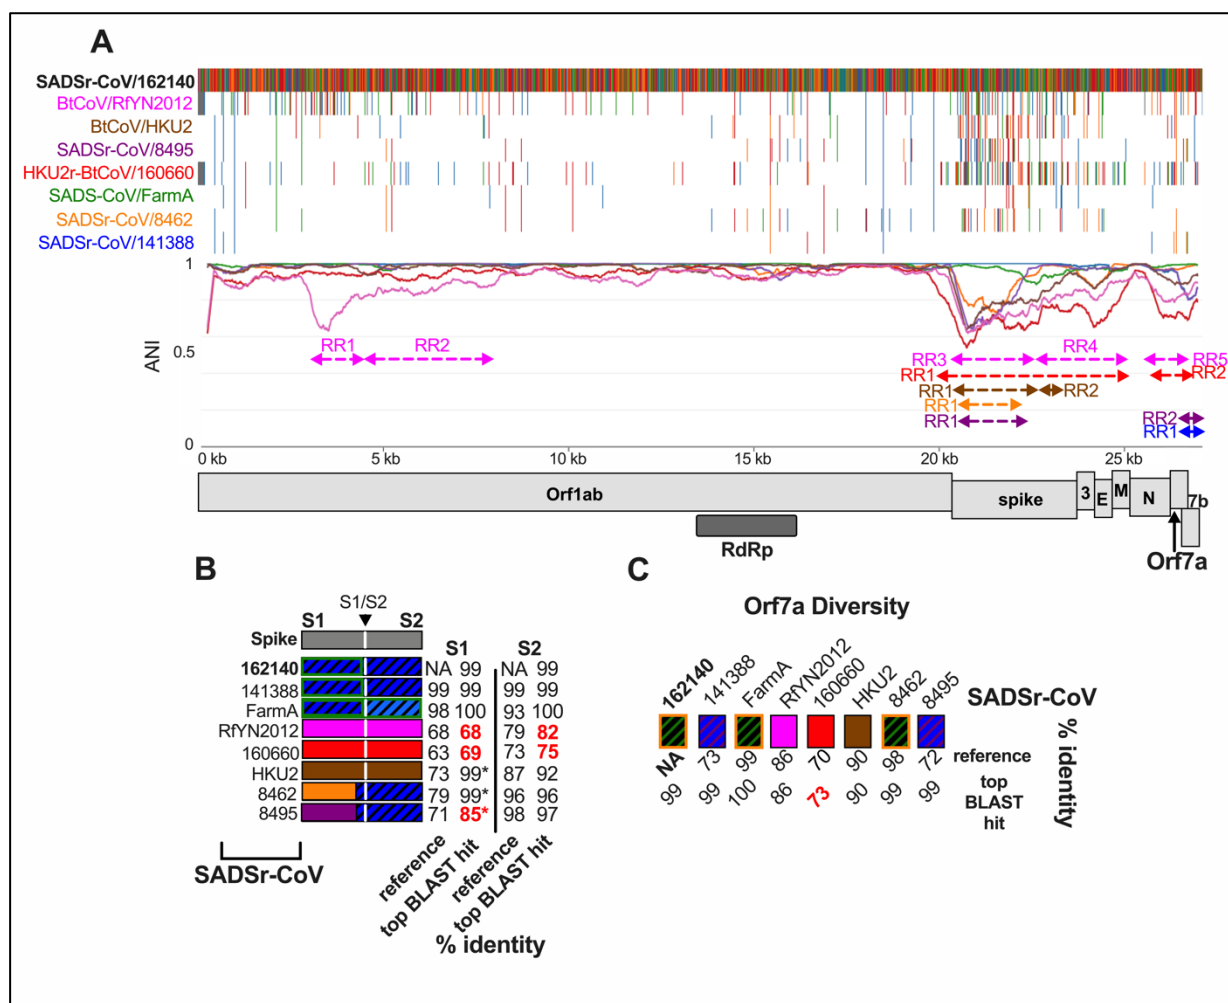 A
SADSr-CoV/162140
BtCoV/RfYN2012
BtCoV/HKU2
SADSr-CoV/8495
HKU2r-BtCoV/160660
SADS-CoV/FarmA
SADSr-CoV/8462
SADSr-CoV/141388
1
0.5
0
ANI
RR1 RR2 RR3 RR4 RR5
RR1 RR2
RR1 RR2
RR1
RR1 RR2
RR1
0 kb 5 kb 10 kb 15 kb 20 kb 25 kb
Orf1ab spike 3 E M N 7b
RdRp Orf7a
B
S1/S2
S1 S2
Spike S1 S2
162140 NA 99 NA 99
141388 99 99 99 99
FarmA 98 100 93 100
RfYN2012 68 68 79 82
160660 63 69 73 75
HKU2 73 99* 87 92
8462 79 99* 96 96
8495 71 85* 98 97
SADSr-CoV
reference
top BLAST hit
reference
top BLAST hit
% identity
C
Orf7a Diversity
162140 141388 FarmA RfYN2012 160660 HKU2 8462 8495
SADSr-CoV
NA 73 99 86 70 90 98 72 reference
99 99 100 86 73 90 99 99 top BLAST hit
% identity